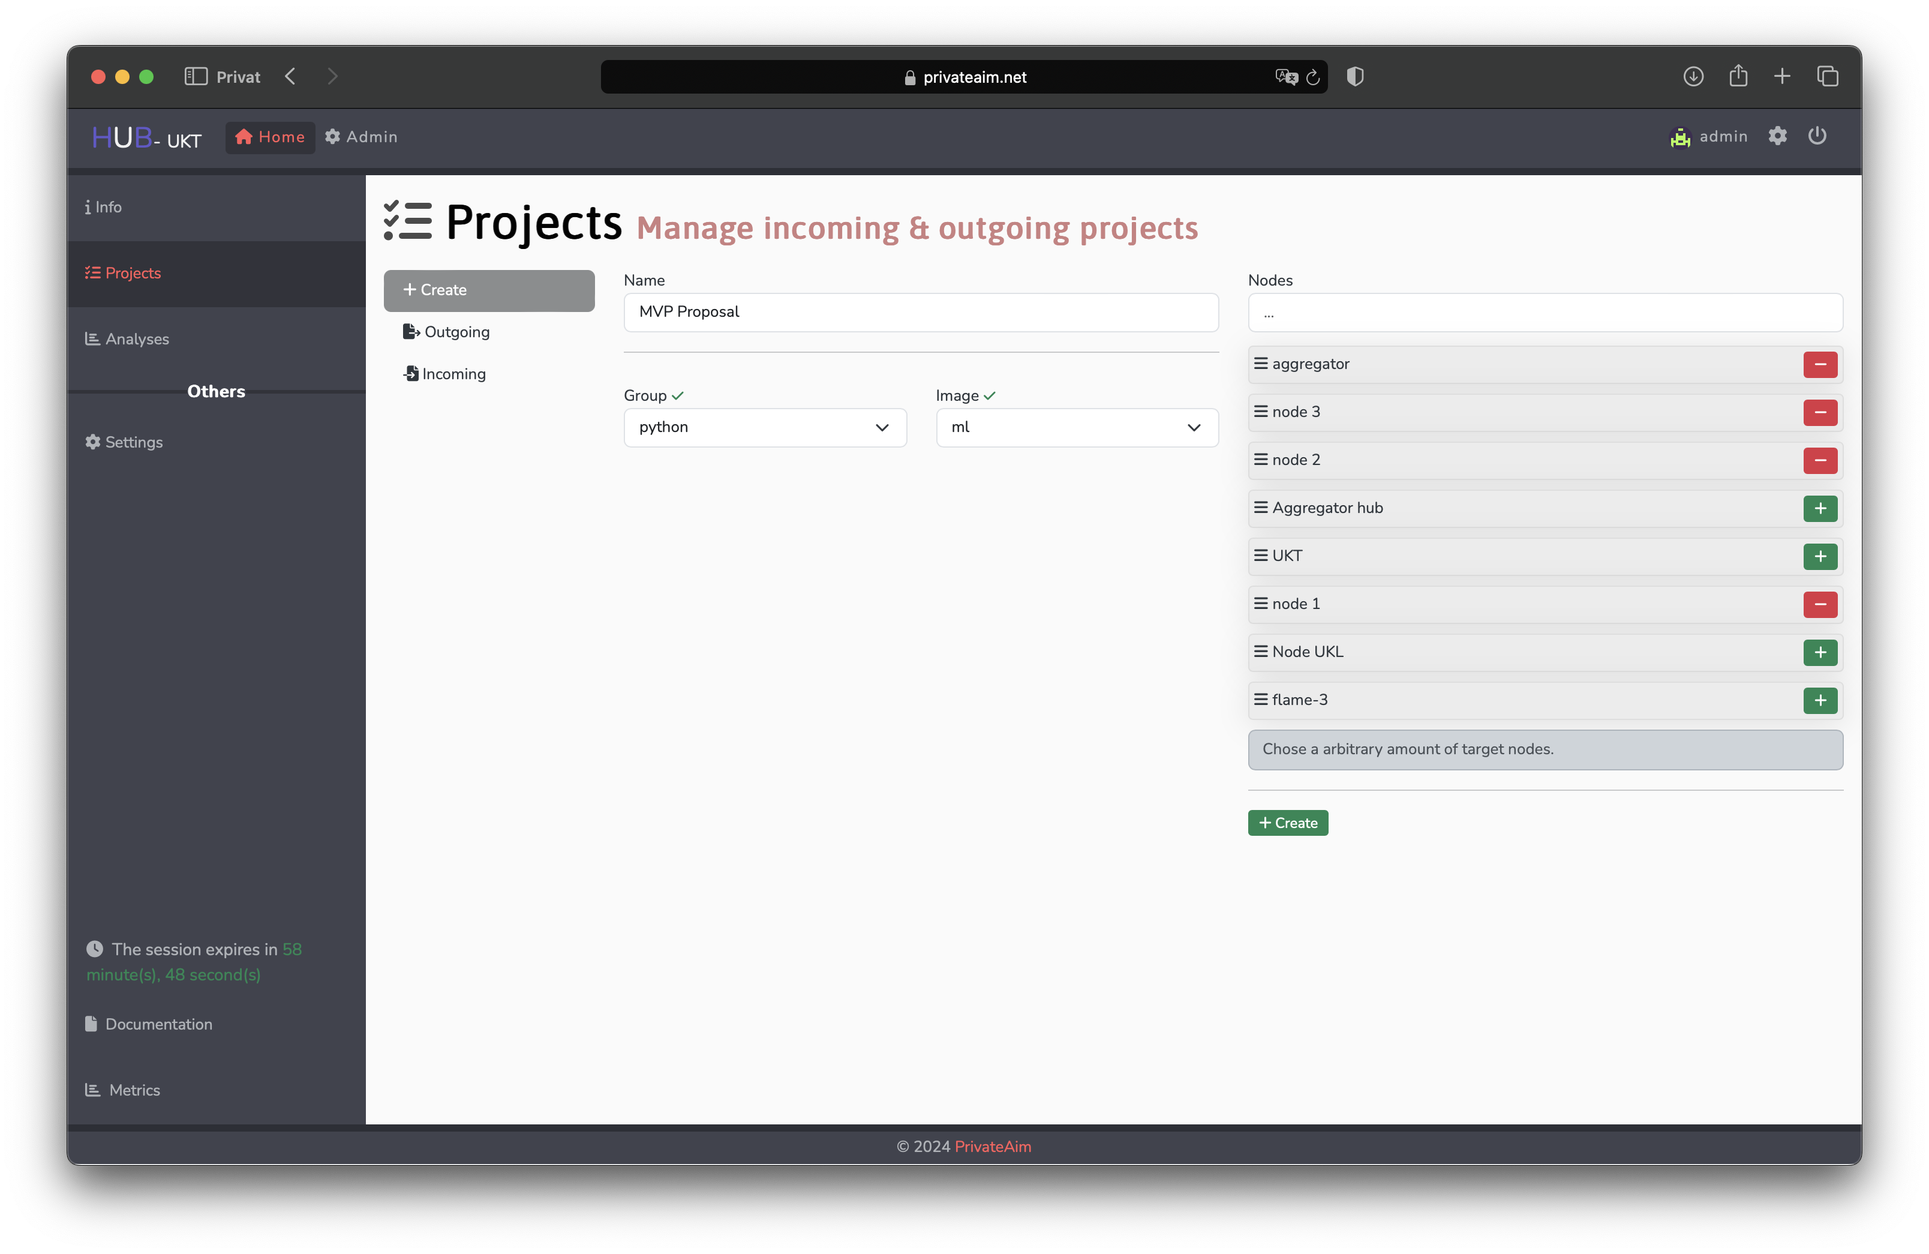 Privat
privateaim.net
HUB- UKT
Home
Admin
admin
Info
Projects
Analyses
Others
Settings
The session expires in 58
minute(s), 48 second(s)
Documentation
Metrics
Projects Manage incoming & outgoing projects
Create
Outgoing
Incoming
Name
MVP Proposal
Group
python
Image
ml
Nodes
...
aggregator
node 3
node 2
Aggregator hub
UKT
node 1
Node UKL
flame-3
Chose a arbitrary amount of target nodes.
Create
© 2024 PrivateAim